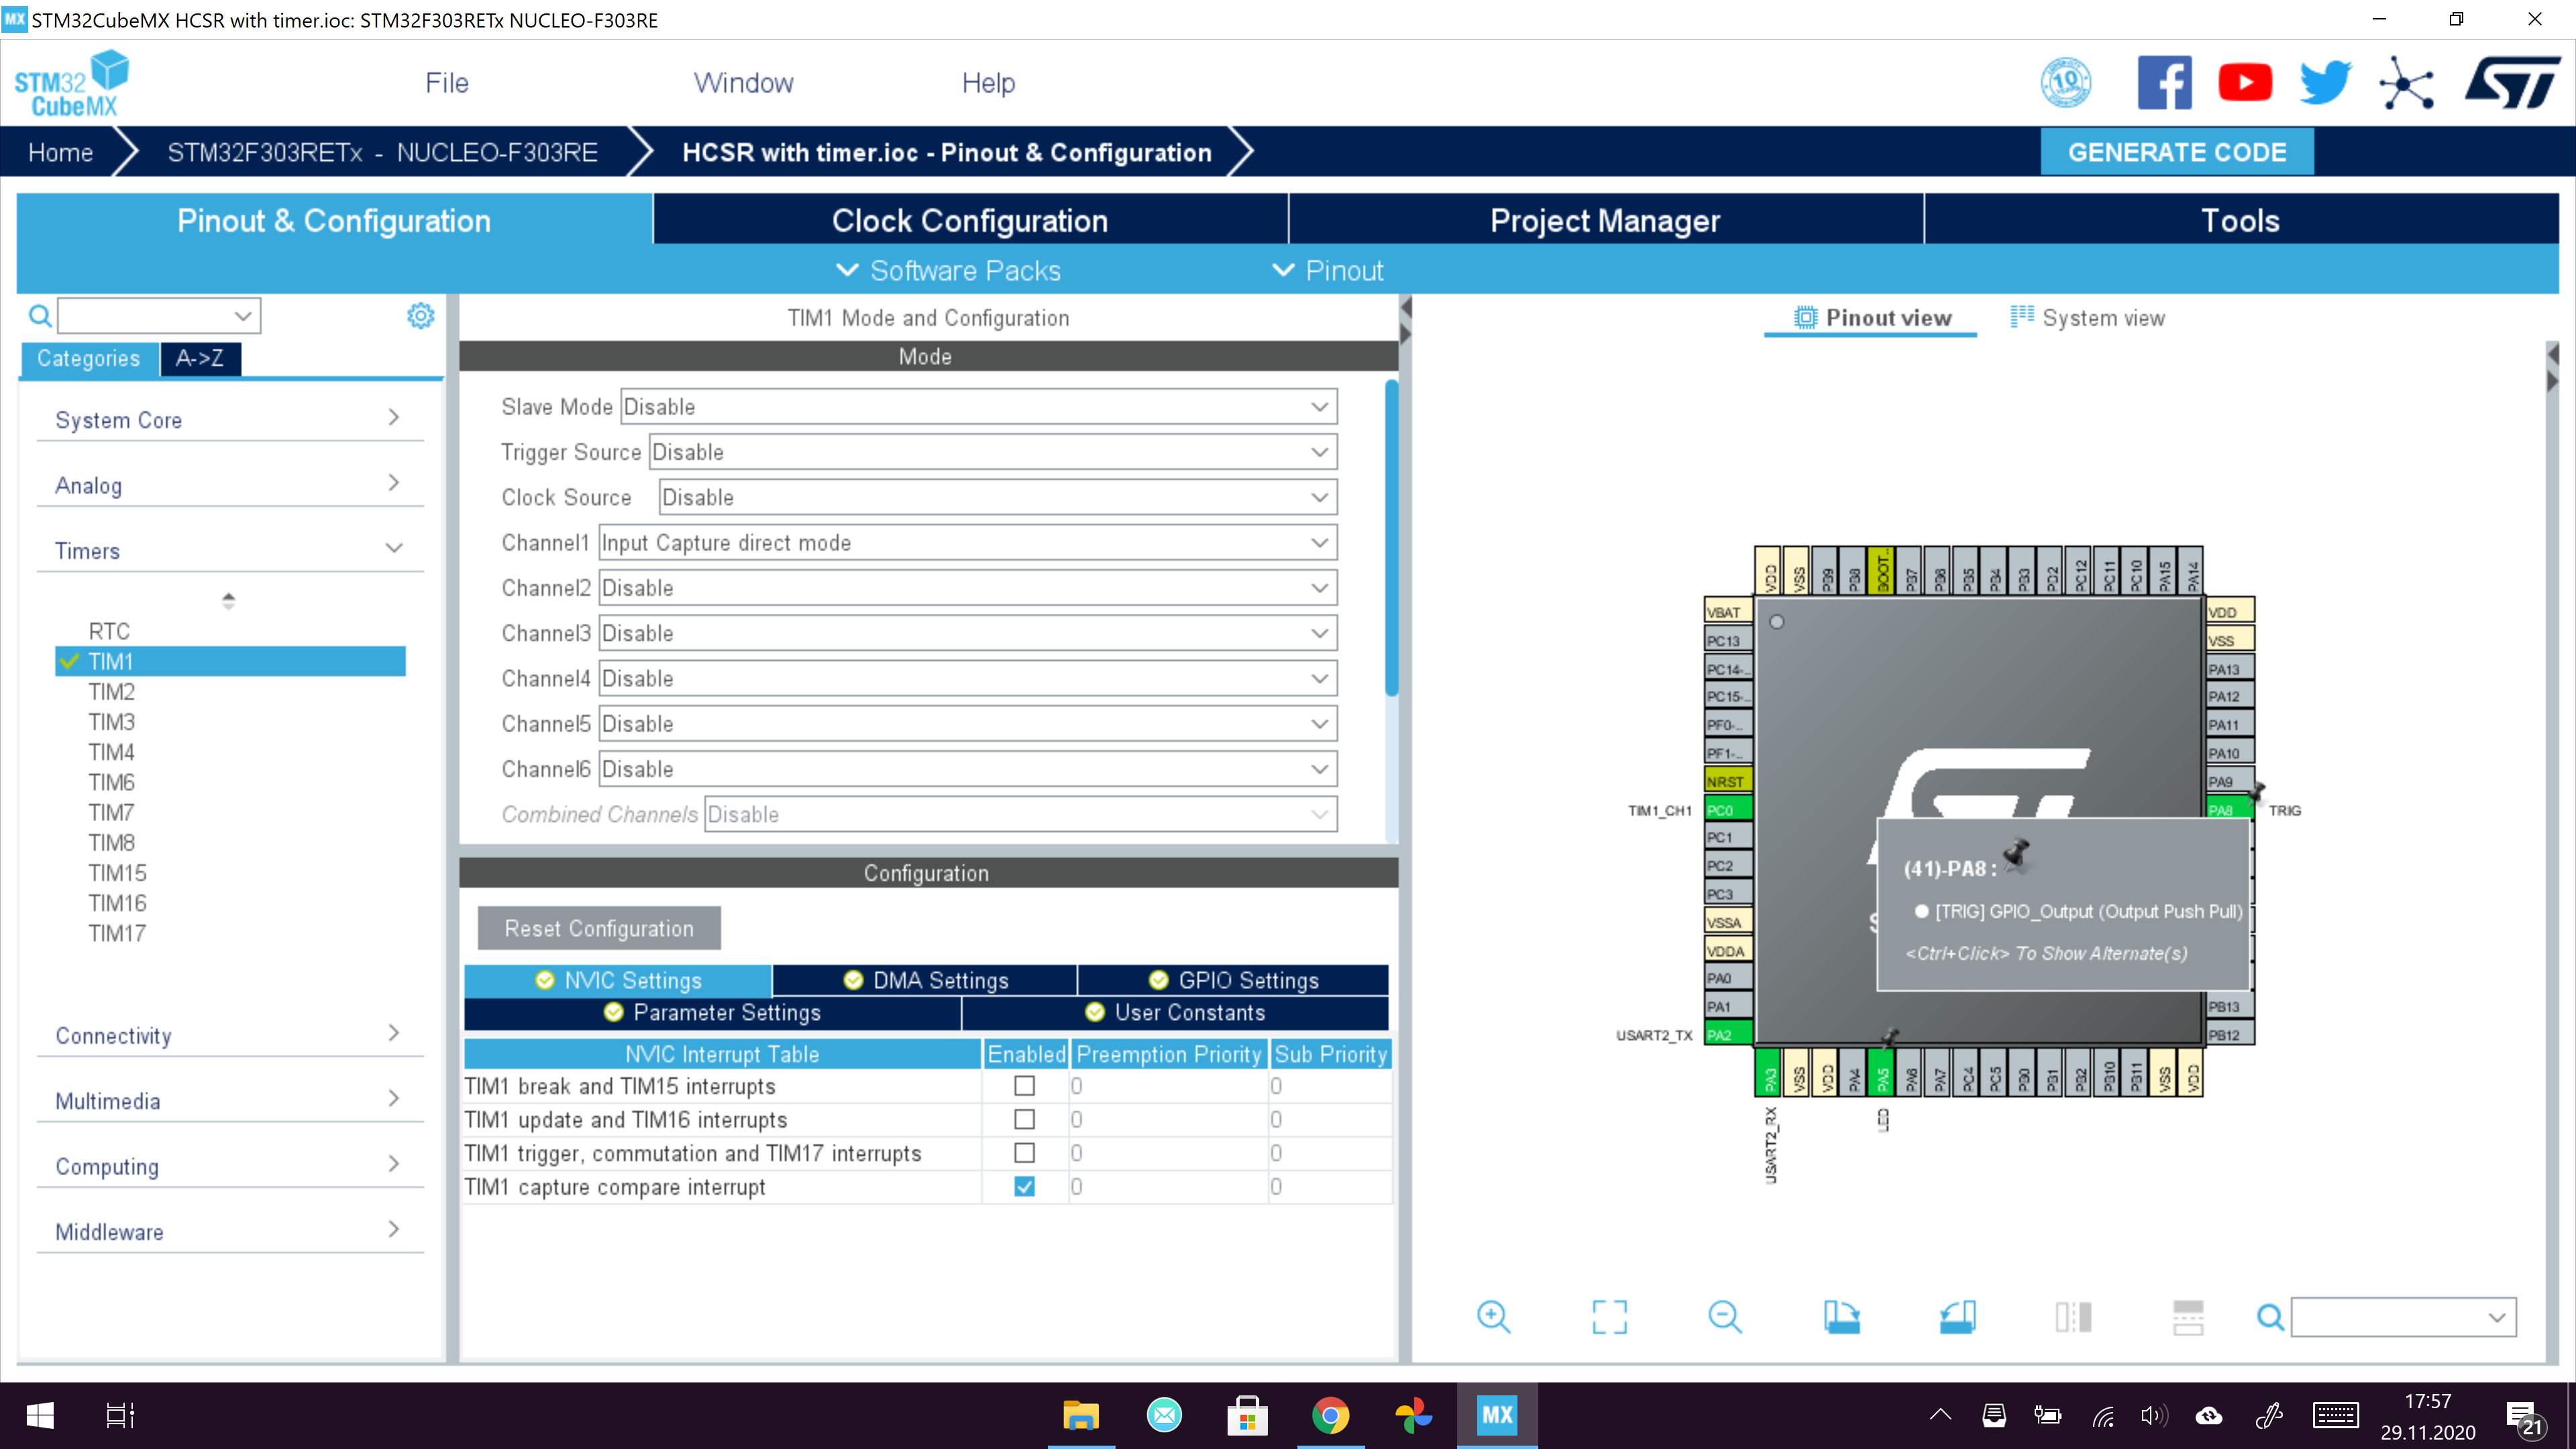 MX STM32CubeMX HCSR with timer.ioc: STM32F303RETx NUCLEO-F303RE
STM32
CubeMX
File Window Help
10
Home STM32F303RETx - NUCLEO-F303RE HCSR with timer.ioc - Pinout & Configuration GENERATE CODE
Pinout & Configuration Clock Configuration Project Manager Tools
Software Packs Pinout
Categories A->Z
System Core
Analog
Timers
RTC
TIM1
TIM2
TIM3
TIM4
TIM6
TIM7
TIM8
TIM15
TIM16
TIM17
Connectivity
Multimedia
Computing
Middleware
TIM1 Mode and Configuration
Mode
Slave Mode Disable
Trigger Source Disable
Clock Source Disable
Channel1 Input Capture direct mode
Channel2 Disable
Channel3 Disable
Channel4 Disable
Channel5 Disable
Channel6 Disable
Combined Channels Disable
Configuration
Reset Configuration
NVIC Settings DMA Settings GPIO Settings
Parameter Settings User Constants
NVIC Interrupt Table Enabled Preemption Priority Sub Priority
TIM1 break and TIM15 interrupts 0 0
TIM1 update and TIM16 interrupts 0 0
TIM1 trigger, commutation and TIM17 interrupts 0 0
TIM1 capture compare interrupt 0 0
Pinout view System view
VDD VSS PB9 PB8 BOOT... PB7 PB6 PB5 PB4 PB3 PD2 PC12 PC11 PC10 PA15 PA14
VBAT
PC13
PC14-...
PC15-...
PF0-...
PF1-...
NRST
TIM1_CH1 PC0
PC1
PC2
PC3
VSSA
VDDA
PA0
PA1
USART2_TX PA2
VDD
VSS
PA13
PA12
PA11
PA10
PA9
PA8 TRIG
(41)-PA8 :
[TRIG] GPIO_Output (Output Push Pull)
<Ctrl+Click> To Show Alternate(s)
PB13
PB12
PA3 VSS VDD PA4 PA5 PA6 PA7 PC4 PC5 PB0 PB1 PB2 PB10 PB11 VSS VDD
USART2_RX LED
MX
17:57
29.11.2020
21